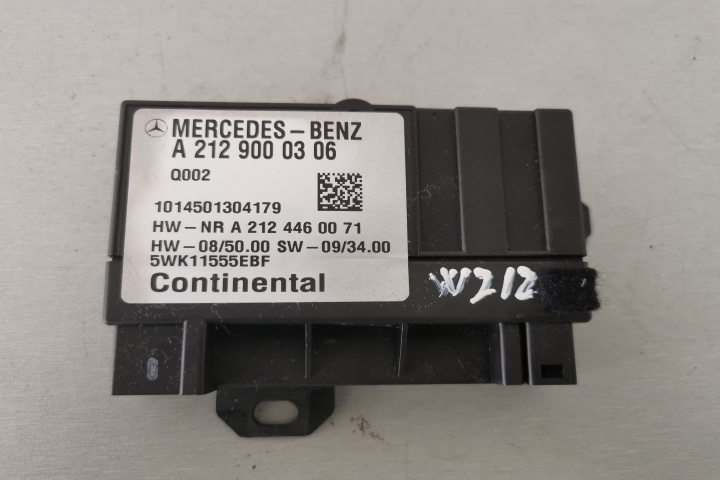 MERCEDES-BENZ
A 212 900 03 06
Q002
1014501304179
HW-NR A 212 446 00 71
HW-08/50.00 SW-09/34.00
5WK11555EBF
Continental
W212